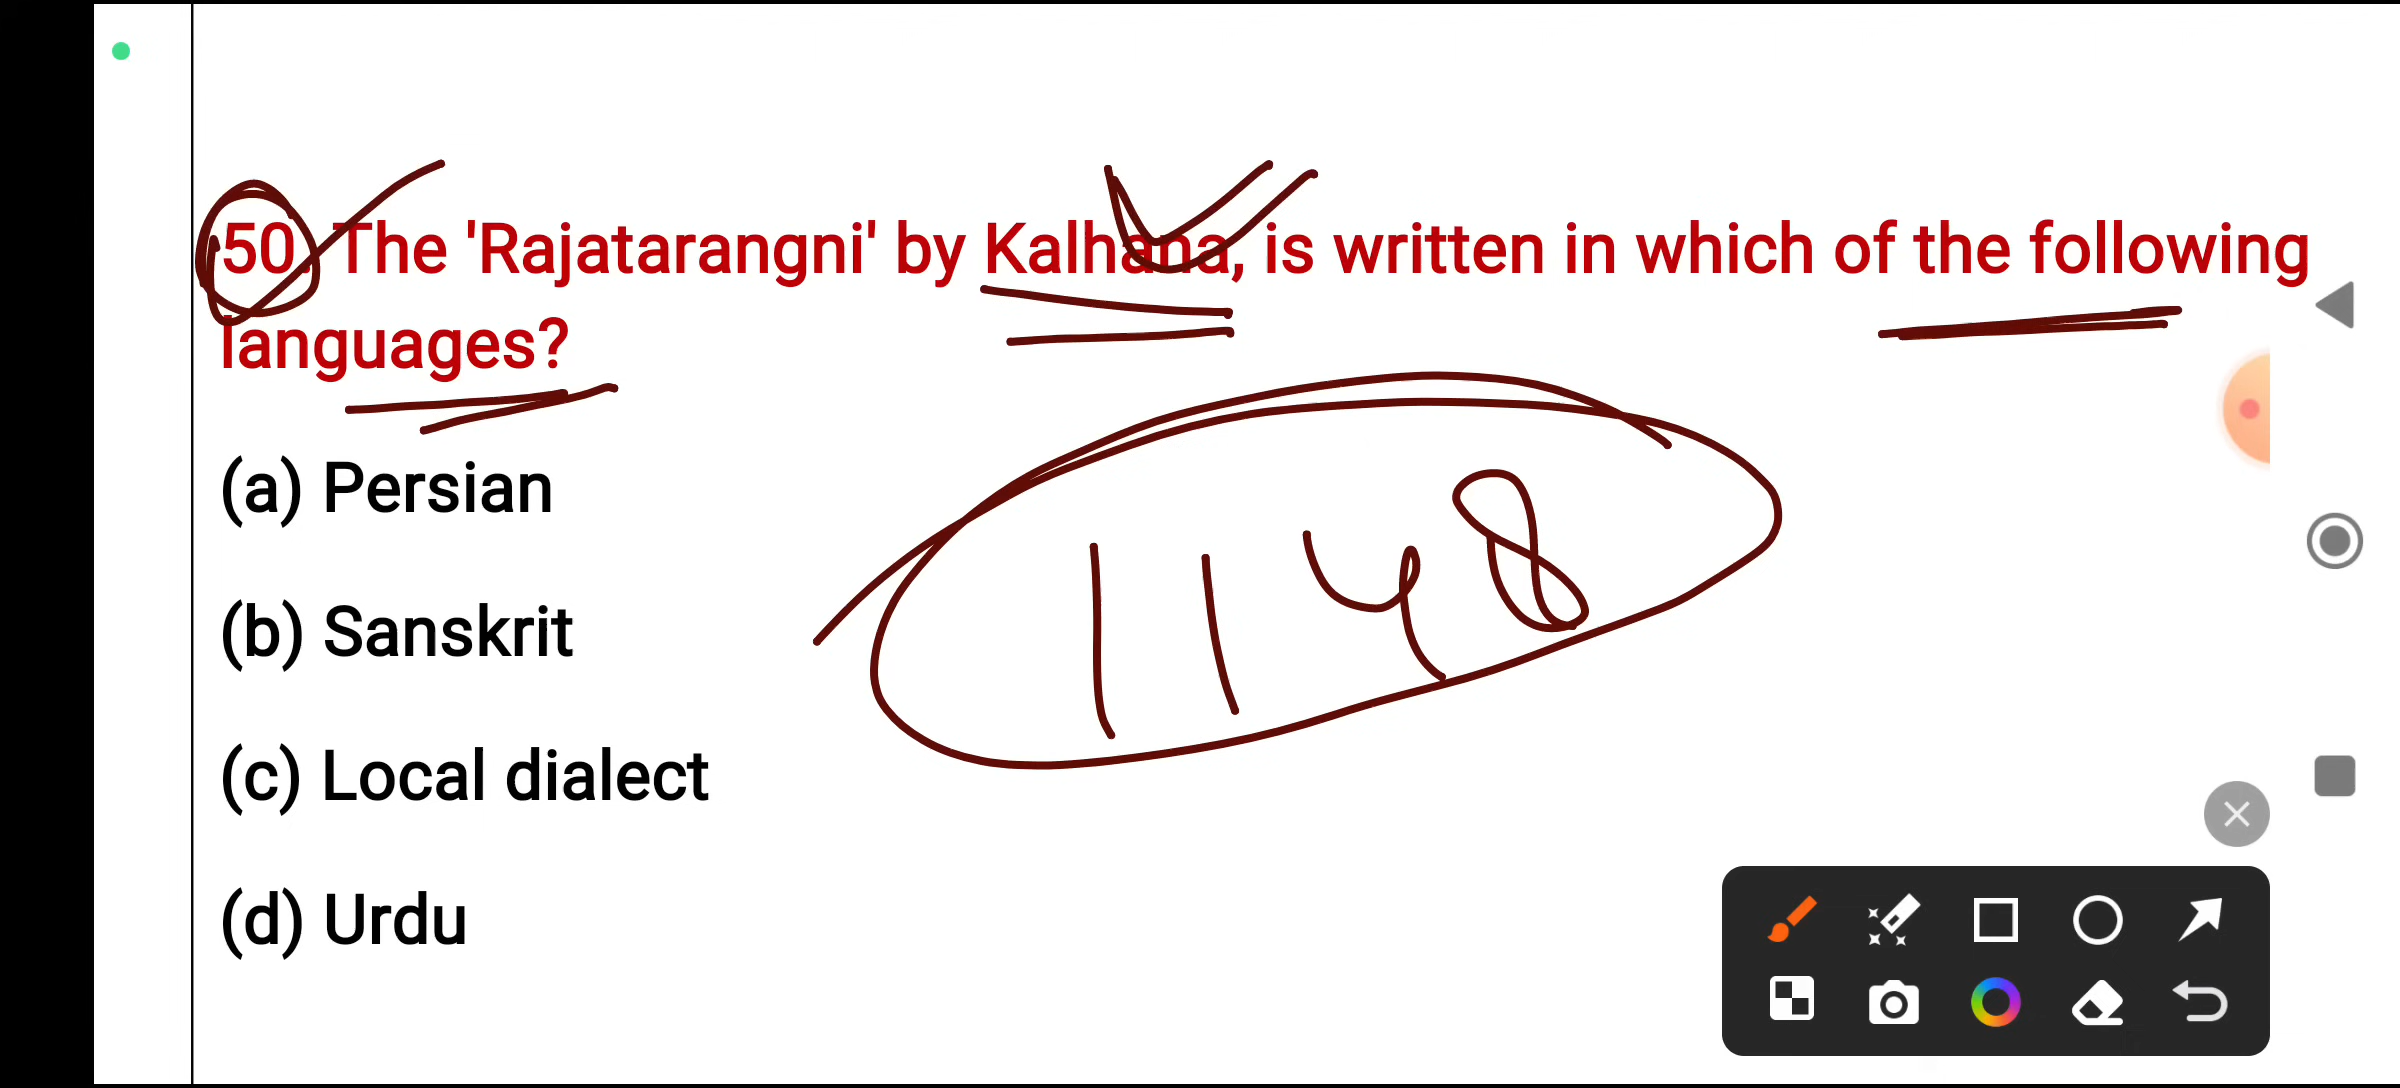 50. The 'Rajatarangni' by Kalhana, is written in which of the following
languages?
(a) Persian
1148
(b) Sanskrit
(c) Local dialect
(d) Urdu